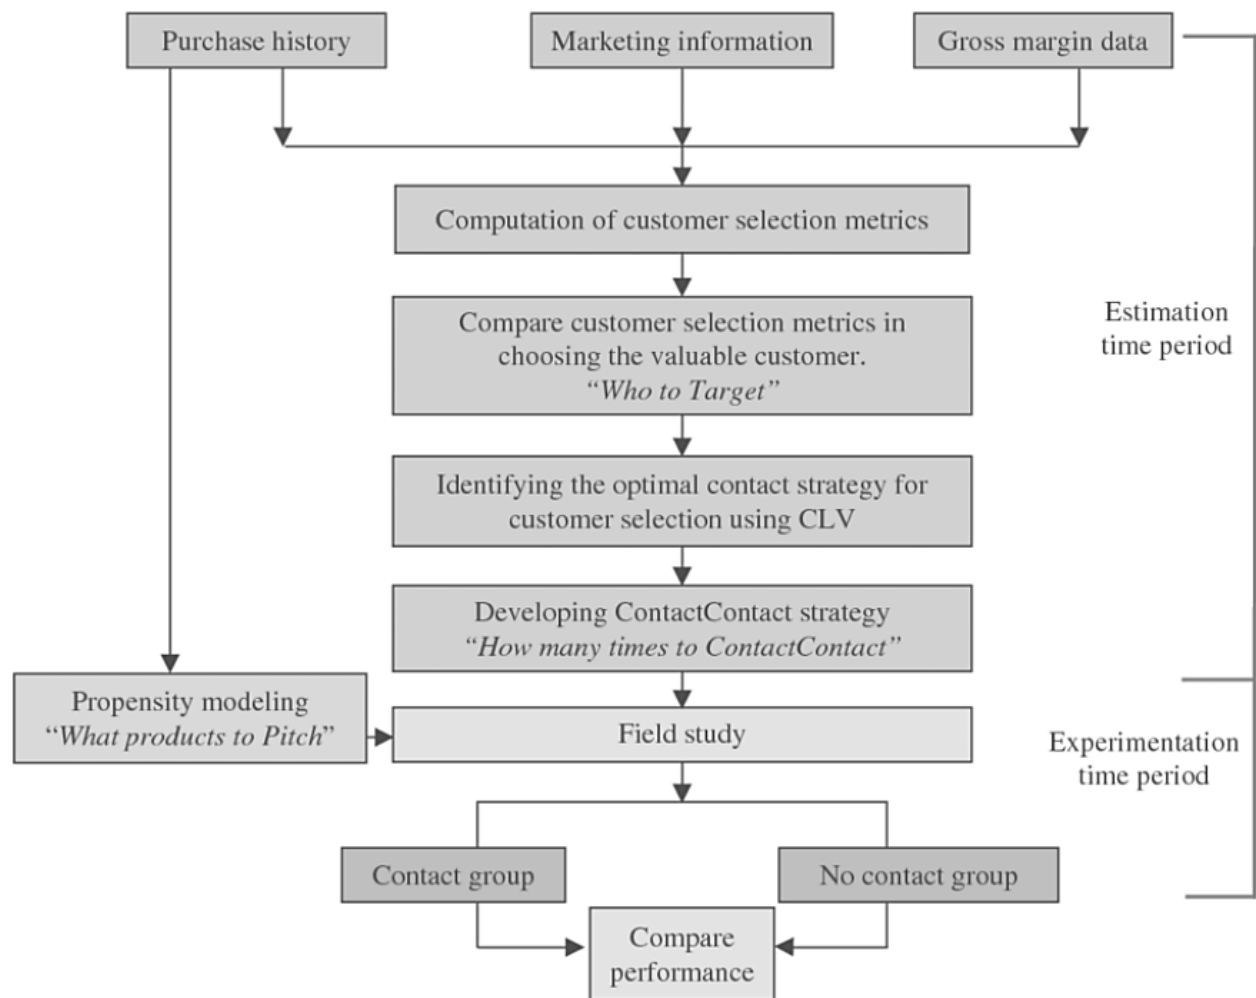 Purchase history
Marketing information
Gross margin data
Computation of customer selection metrics
Compare customer selection metrics in
choosing the valuable customer.
“Who to Target”
Estimation
time period
Identifying the optimal contact strategy for
customer selection using CLV
Developing ContactContact strategy
“How many times to ContactContact”
Propensity modeling
“What products to Pitch”
Field study
Experimentation
time period
Contact group
No contact group
Compare
performance